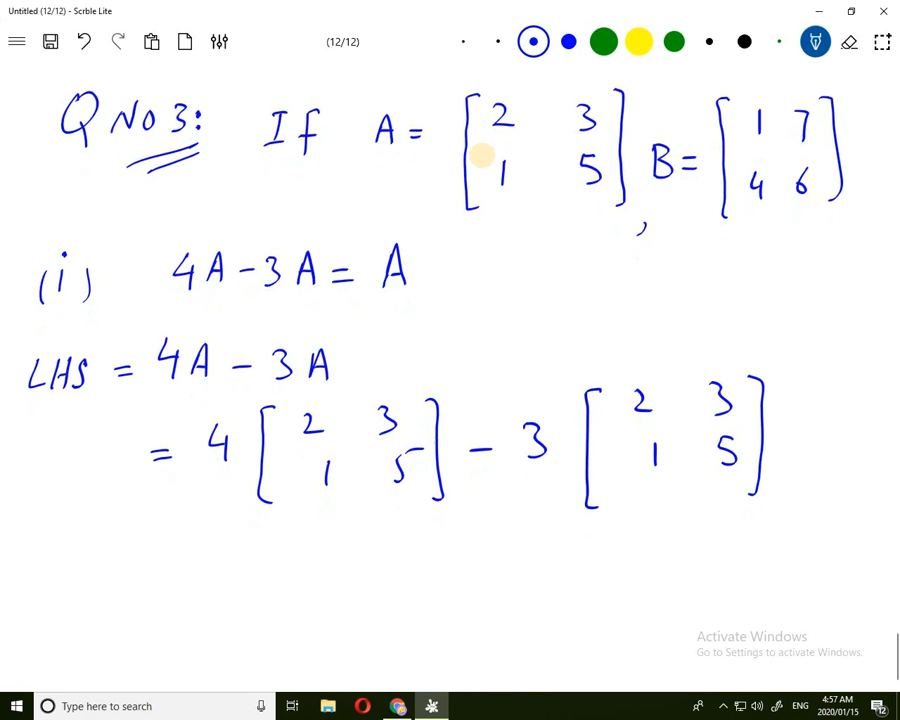 Untitled (12/12) - Scrble Lite
(12/12)
Q NO 3: If A = [2 3
1 5], B = [1 7
4 6]
(i) 4A - 3A = A
LHS = 4A - 3A
= 4 [2 3
1 5] - 3 [2 3
1 5]
Activate Windows
Go to Settings to activate Windows.
Type here to search
ENG
4:57 AM
2020/01/15
12